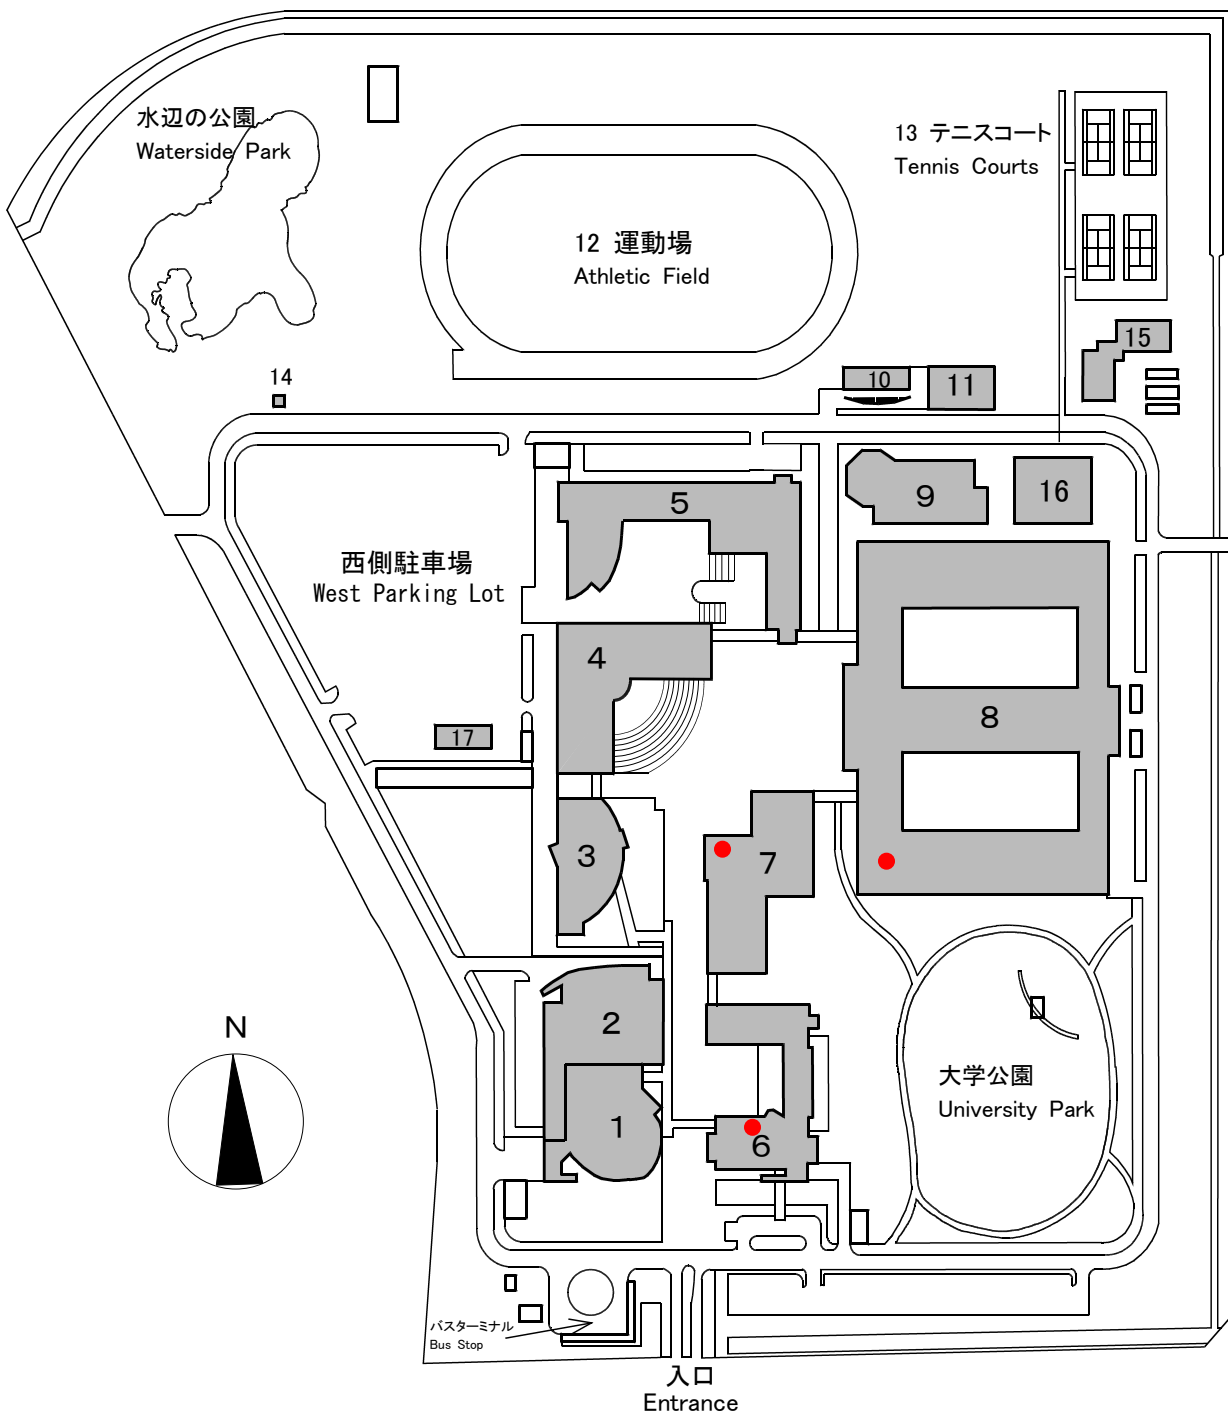 水辺の公園
Waterside Park
13 テニスコート
Tennis Courts
12 運動場
Athletic Field
15
14
10
11
5
9
16
西側駐車場
West Parking Lot
4
8
17
3
7
2
N
大学公園
University Park
1
6
バスターミナル
Bus Stop
入口
Entrance